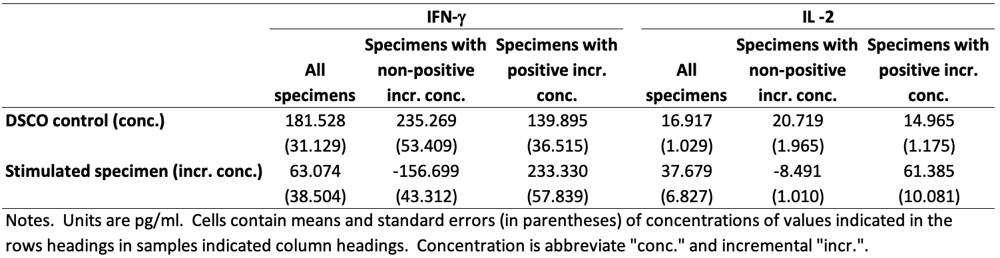 IFN-γ IL -2
Specimens with Specimens with Specimens with Specimens with
All non-positive positive incr. All non-positive positive incr.
specimens incr. conc. conc. specimens incr. conc. conc.
DSCO control (conc.) 181.528 235.269 139.895 16.917 20.719 14.965
(31.129) (53.409) (36.515) (1.029) (1.965) (1.175)
Stimulated specimen (incr. conc.) 63.074 -156.699 233.330 37.679 -8.491 61.385
(38.504) (43.312) (57.839) (6.827) (1.010) (10.081)
Notes. Units are pg/ml. Cells contain means and standard errors (in parentheses) of concentrations of values indicated in the
rows headings in samples indicated column headings. Concentration is abbreviate "conc." and incremental "incr.".